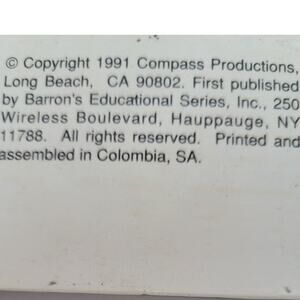 © Copyright 1991 Compass Productions,
Long Beach, CA 90802. First published
by Barron's Educational Series, Inc., 250
Wireless Boulevard, Hauppauge, NY
11788. All rights reserved. Printed and
assembled in Colombia, SA.